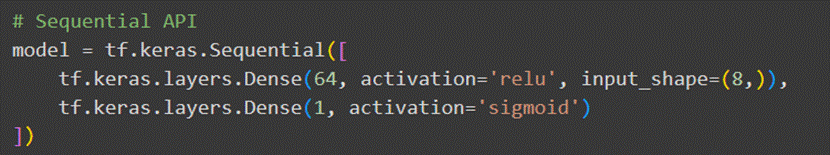 # Sequential API
model = tf.keras.Sequential([
    tf.keras.layers.Dense(64, activation='relu', input_shape=(8,)),
    tf.keras.layers.Dense(1, activation='sigmoid')
])